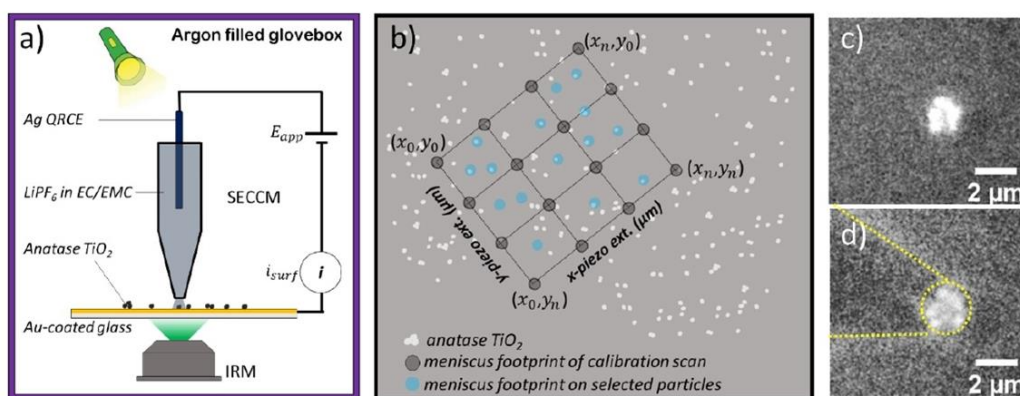 a)
Argon filled glovebox
Ag QRCE
E_app
LiPF_6 in EC/EMC
SECCM
Anatase TiO_2
i_surf
i
Au-coated glass
IRM
b)
(x_n, y_0)
(x_0, y_0)
(x_n, y_n)
y-piezo ext. (μm)
x-piezo ext. (μm)
(x_0, y_n)
anatase TiO_2
meniscus footprint of calibration scan
meniscus footprint on selected particles
c)
2 μm
d)
2 μm